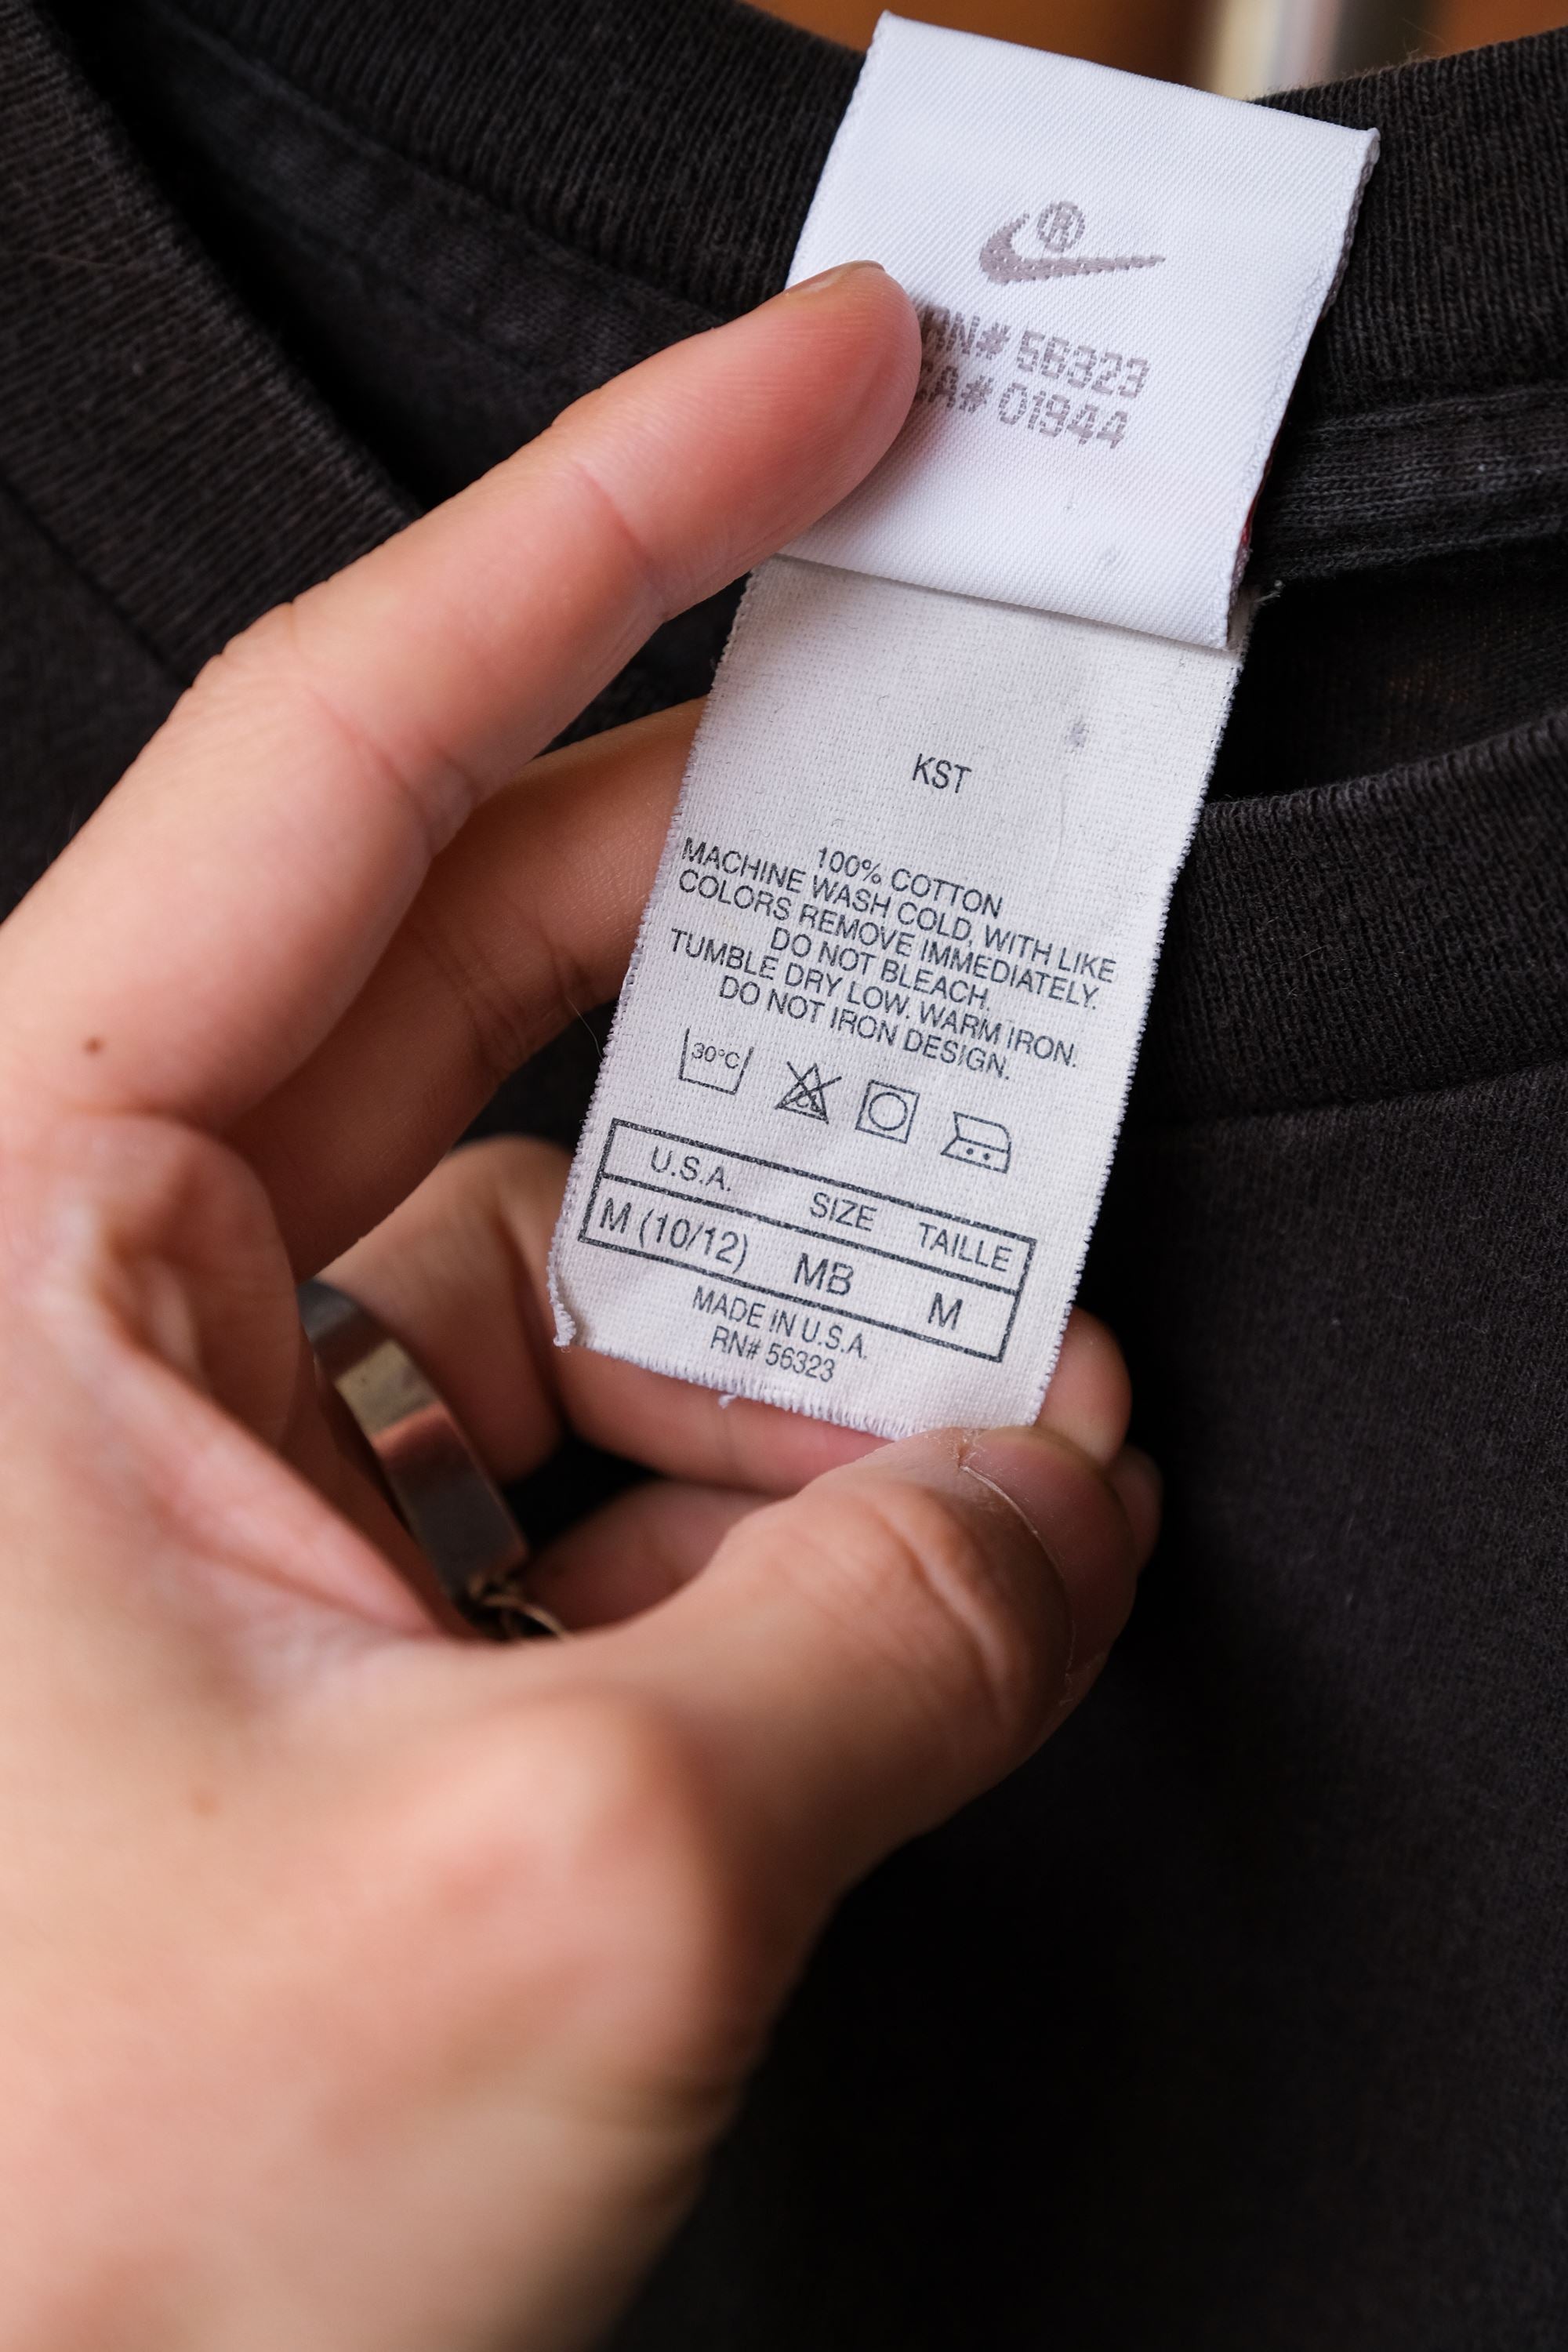 ®
RN# 56323
CA# 01944
KST
100% COTTON
MACHINE WASH COLD, WITH LIKE
COLORS REMOVE IMMEDIATELY.
DO NOT BLEACH.
TUMBLE DRY LOW. WARM IRON.
DO NOT IRON DESIGN.
30°C CL
U.S.A. SIZE TAILLE
M (10/12) MB M
MADE IN U.S.A.
RN# 56323